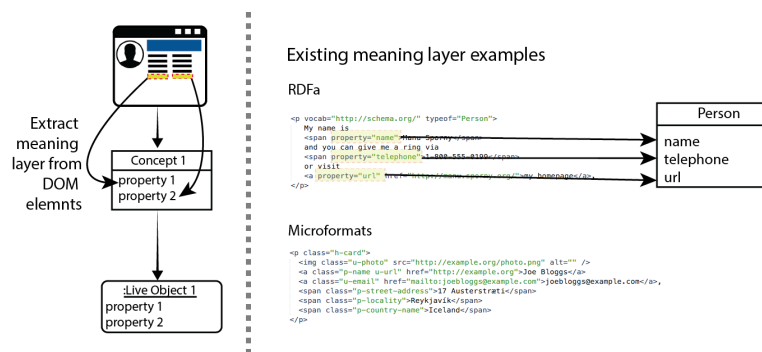 Extract
meaning
layer from
DOM
elemnts
Concept 1
property 1
property 2
:Live Object 1
property 1
property 2
Existing meaning layer examples
RDFa
<p vocab="http://schema.org/" typeof="Person">
My name is
<span property="name">Manu Sporny</span>
and you can give me a ring via
<span property="telephone">1-800-555-0199</span>
or visit
<a property="url" href="http://manu.sporny.org/">my homepage</a>,
</p>
Person
name
telephone
url
Microformats
<p class="h-card">
<img class="u-photo" src="http://example.org/photo.png" alt="" />
<a class="p-name u-url" href="http://example.org">Joe Bloggs</a>
<a class="u-email" href="mailto:joebloggs@example.com">joebloggs@example.com</a>,
<span class="p-street-address">17 Austerstræti</span>
<span class="p-locality">Reykjavík</span>
<span class="p-country-name">Iceland</span>
</p>